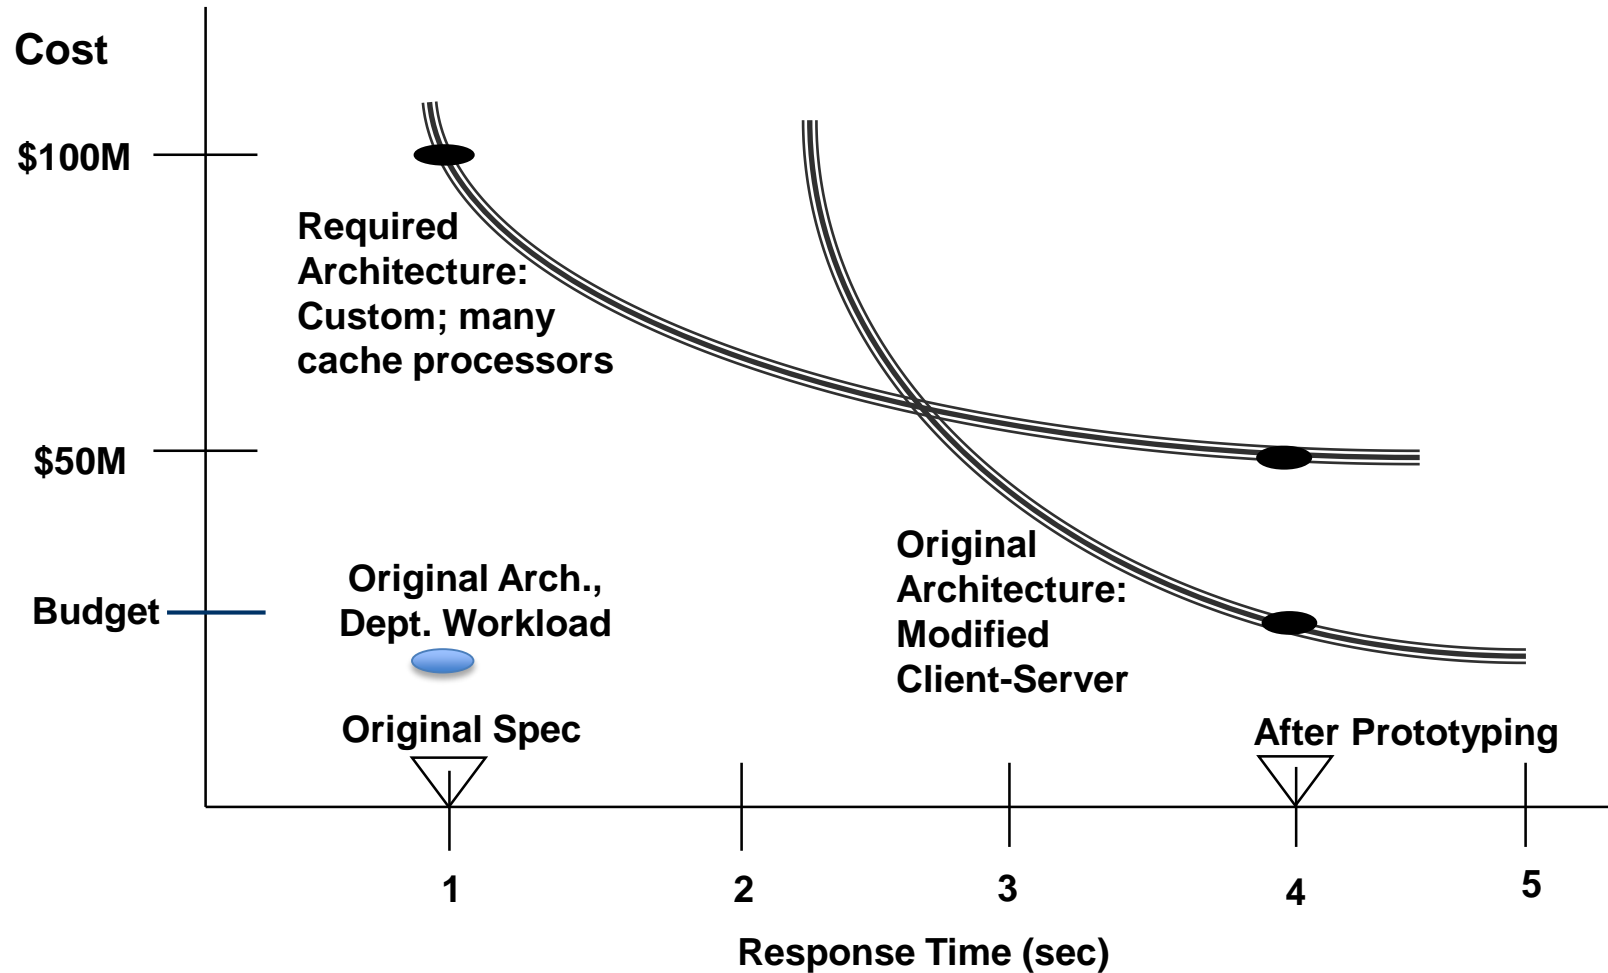 Cost
$100M
Required
Architecture:
Custom; many
cache processors
$50M
Original
Architecture:
Modified
Client-Server
Original Arch.,
Dept. Workload
Budget
Original Spec
After Prototyping
1
2
3
4
5
Response Time (sec)